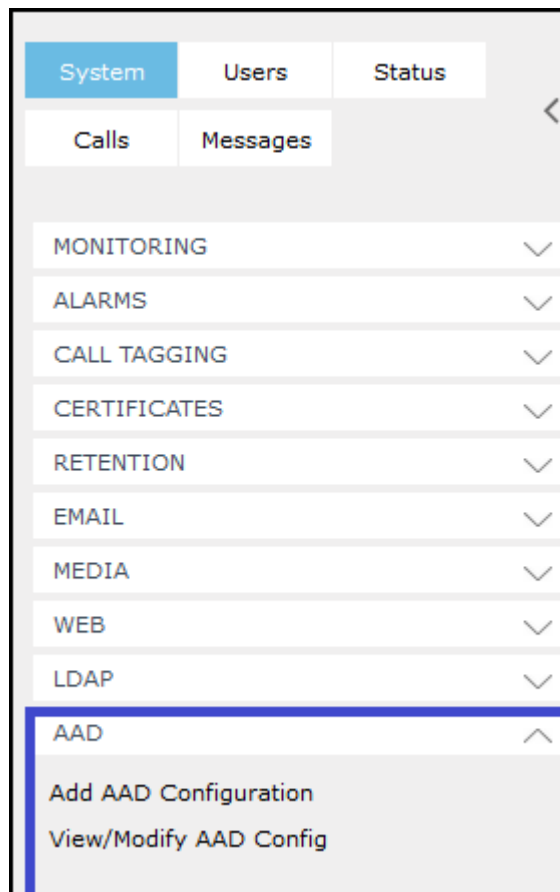 System Users Status
Calls Messages
MONITORING
ALARMS
CALL TAGGING
CERTIFICATES
RETENTION
EMAIL
MEDIA
WEB
LDAP
AAD
Add AAD Configuration
View/Modify AAD Config